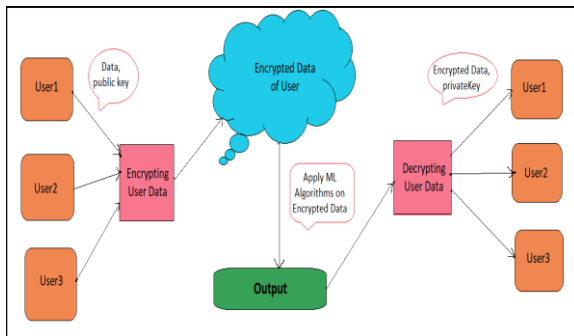 User1
User2
User3
Data,
public key
Encrypting
User Data
Encrypted Data
of User
Apply ML
Algorithms on
Encrypted Data
Output
Decrypting
User Data
Encrypted Data,
privateKey
User1
User2
User3